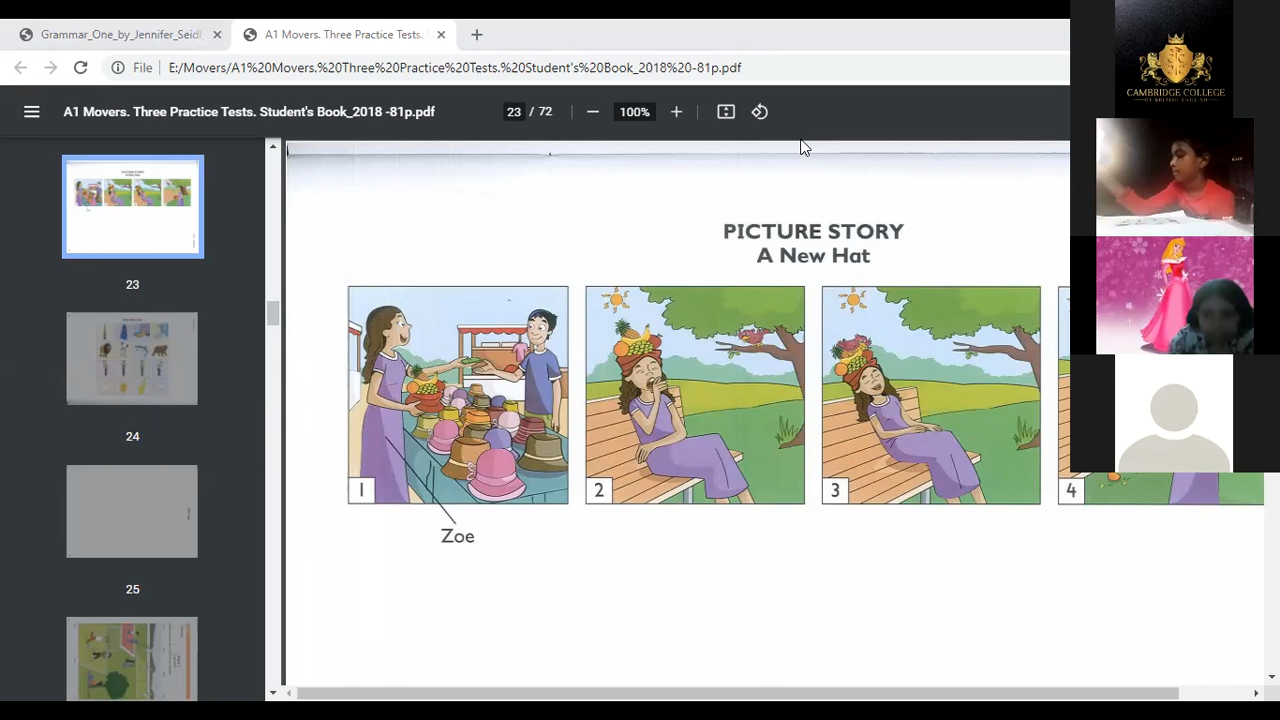 Grammar_One_by_Jennifer_Seidl
A1 Movers. Three Practice Tests.
File
E:/Movers/A1%20Movers.%20Three%20Practice%20Tests.%20Student's%20Book_2018%20-81p.pdf
A1 Movers. Three Practice Tests. Student's Book_2018 -81p.pdf
23 / 72
100%
CAMBRIDGE COLLEGE
OF BRITISH ENGLISH
PICTURE STORY
A New Hat
1
2
3
4
Zoe
23
24
25